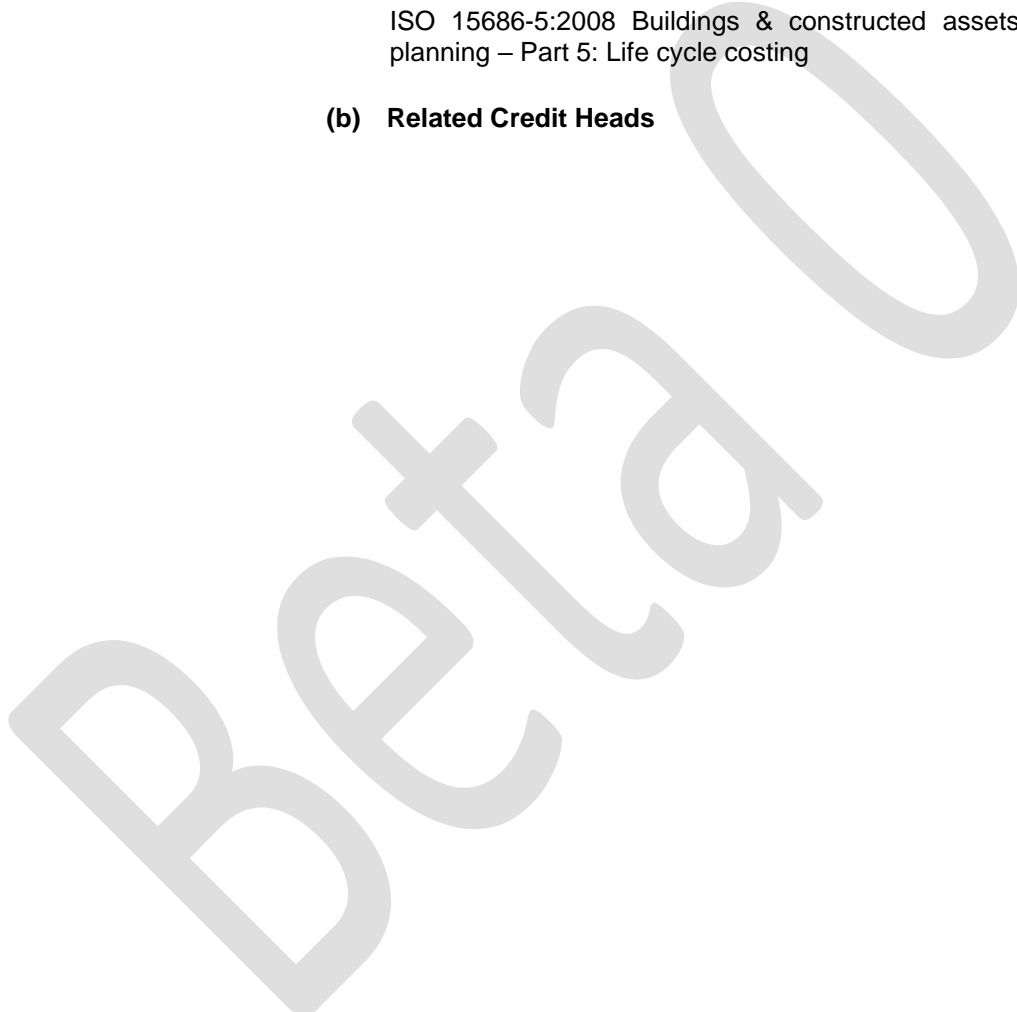 ISO 15686-5:2008 Buildings & constructed assets
planning – Part 5: Life cycle costing
(b) Related Credit Heads
Beta 0